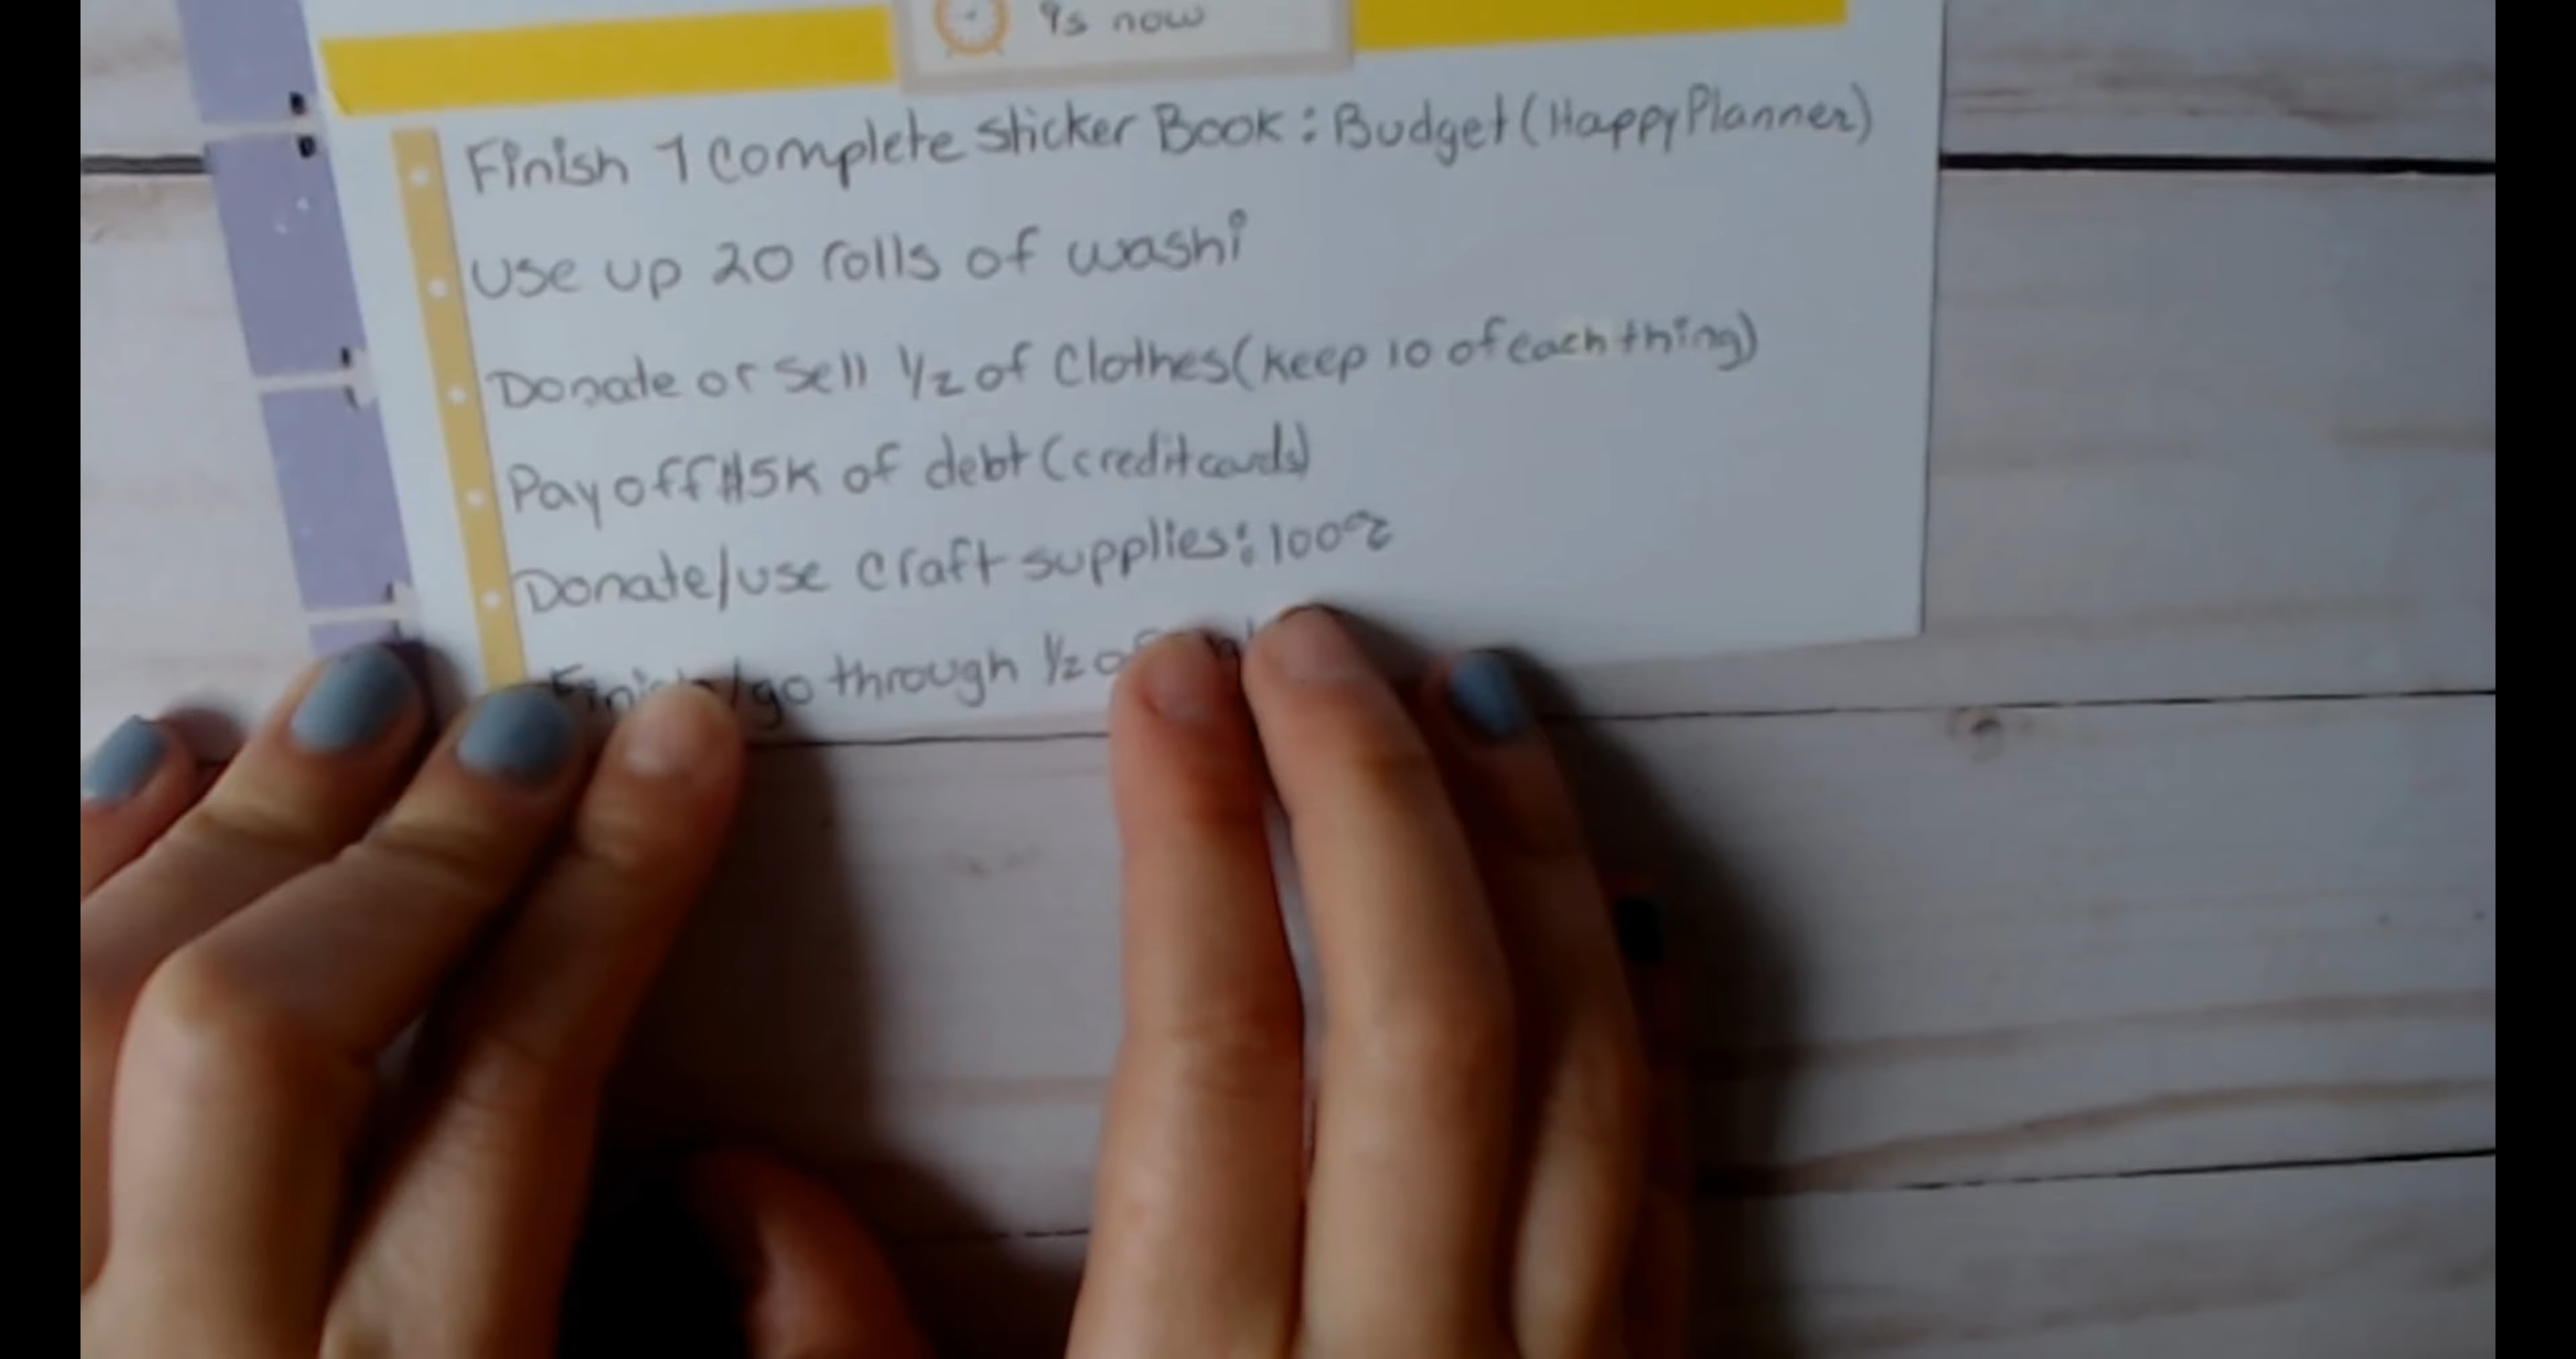 is now
Finish 1 Complete Sticker Book: Budget (Happy Planner)
Use up 20 rolls of washi
Donate or Sell 1/2 of Clothes (keep 10 of each thing)
Pay off $5K of debt (credit cards)
Donate/use craft supplies: 100%
Finish/go through 1/2 of